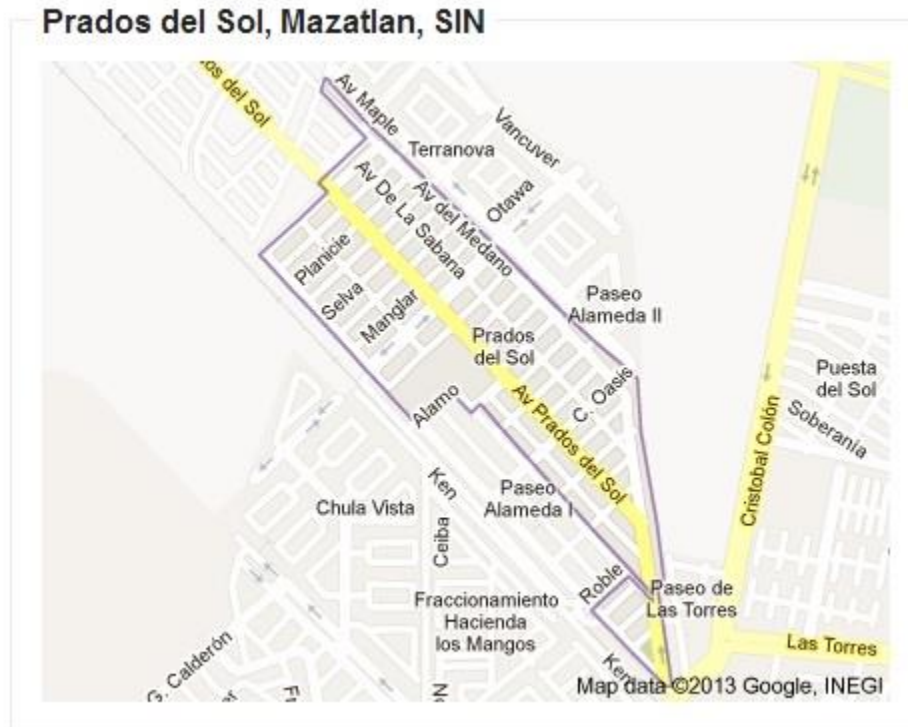 Prados del Sol, Mazatlan, SIN
os del Sol
Av Maple
Vancuver
Terranova
Otawa
Av De La Sabana
Av del Medano
Planicie
Selva
Manglar
Paseo
Alameda II
Prados
del Sol
Puesta
del Sol
Soberanía
C. Oasis
Alamo
Av Prados del Sol
Cristobal Colón
Ken
Paseo
Alameda I
Chula Vista
Ceiba
Roble
Paseo de
Las Torres
Fraccionamiento
Hacienda
los Mangos
Las Torres
G. Calderón
Map data ©2013 Google, INEGI